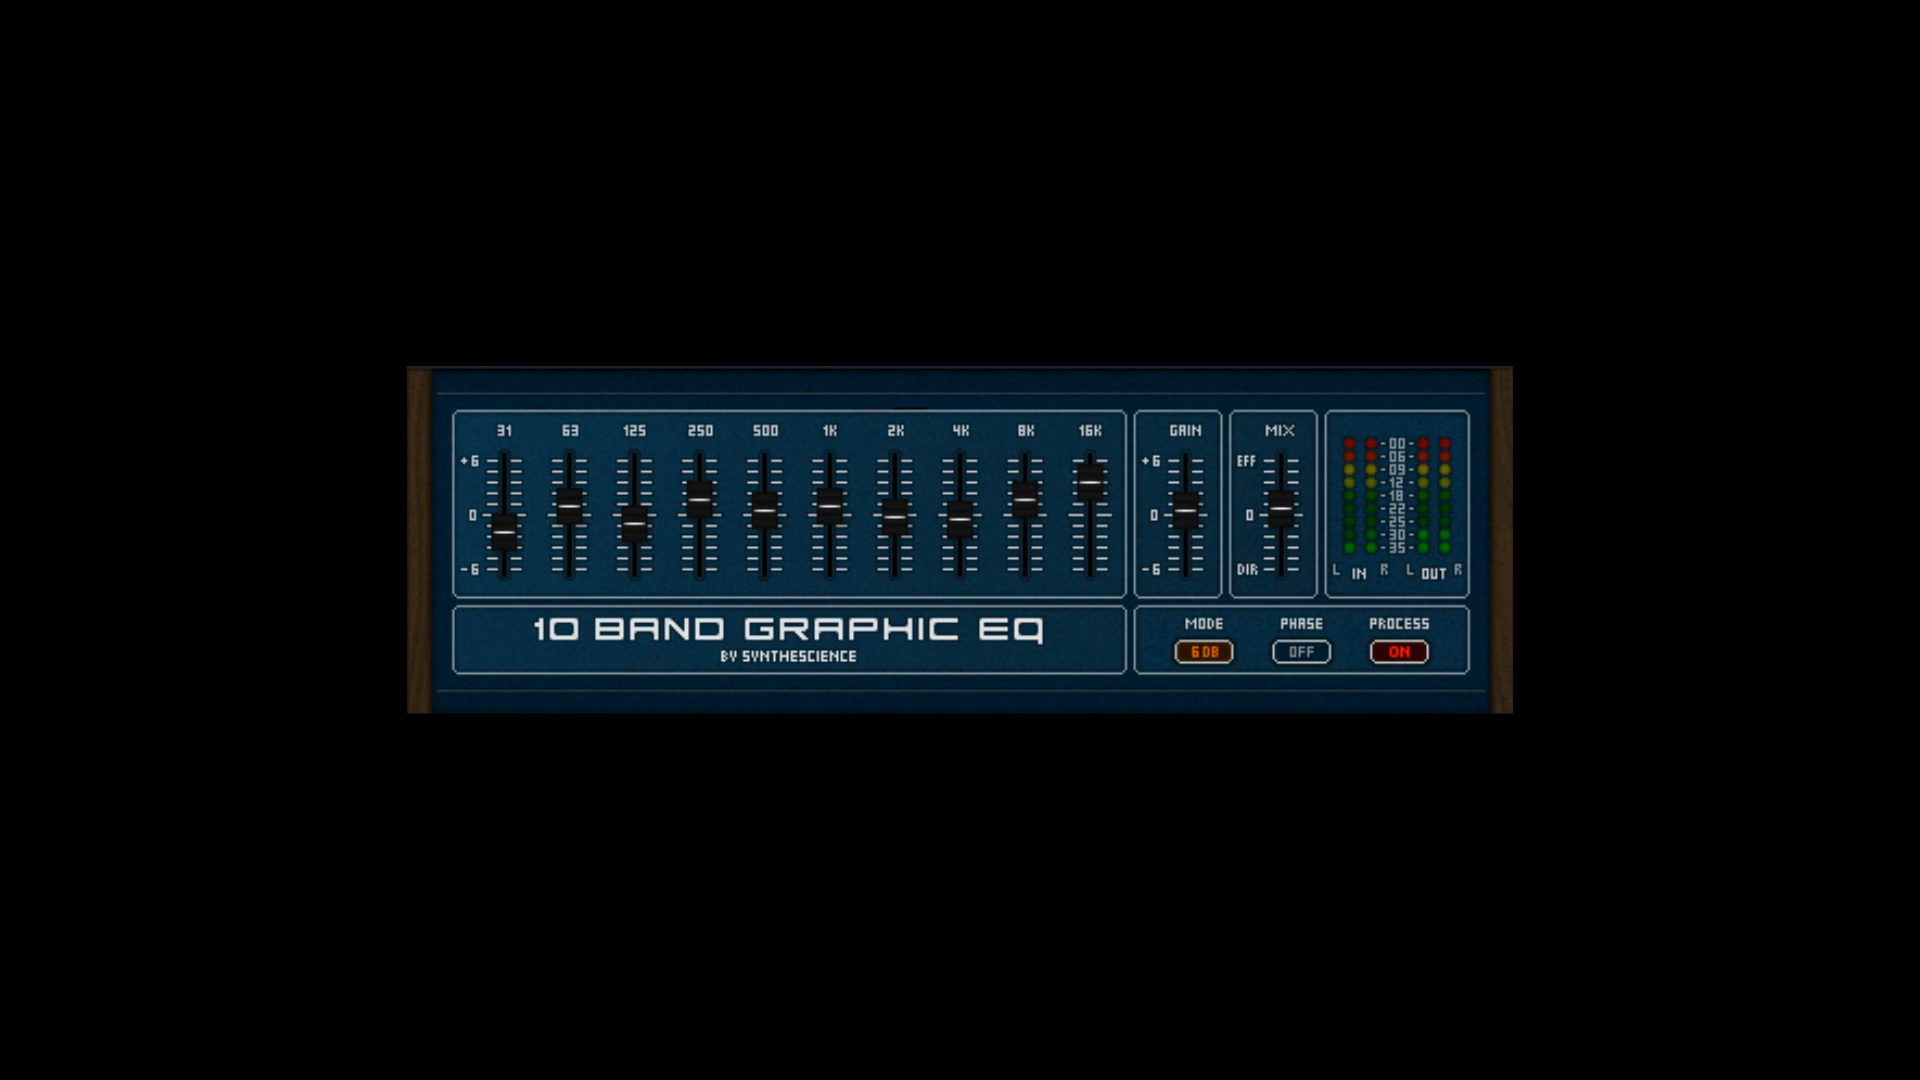 31 63 125 250 500 1K 2K 4K 8K 16K GAIN MIX
+6 +6 EFF
0 0 0
-6 -6 DIR
-00-
-06-
-09-
-12-
-18-
-22-
-25-
-30-
-35-
L IN R L OUT R
10 BAND GRAPHIC EQ
BY SYNTHESCIENCE
MODE PHASE PROCESS
6DB OFF ON